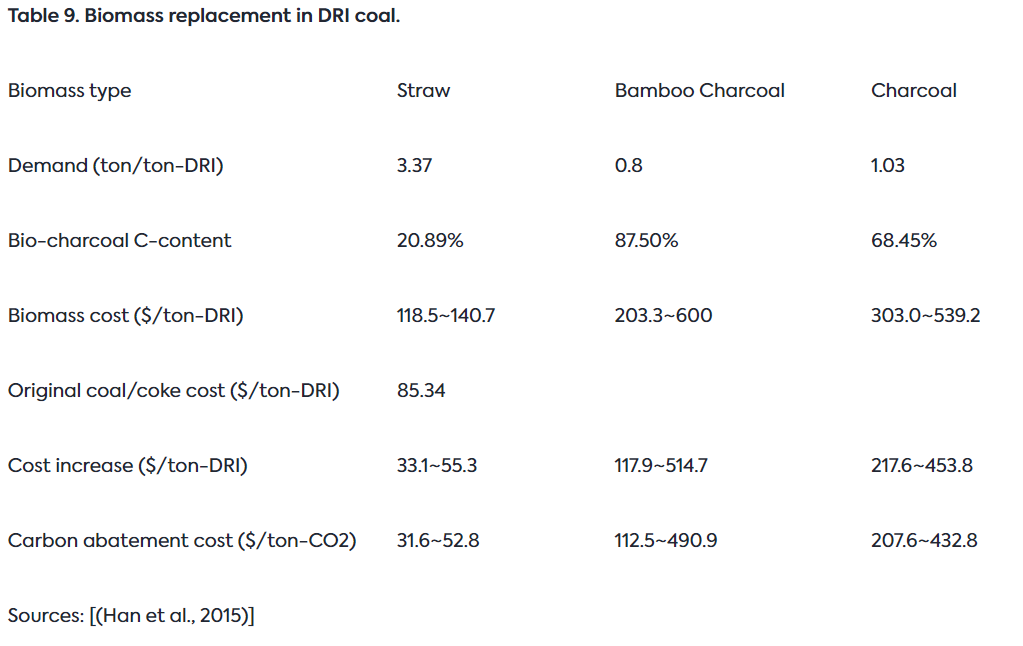 Table 9. Biomass replacement in DRI coal.
Biomass type Straw Bamboo Charcoal Charcoal
Demand (ton/ton-DRI) 3.37 0.8 1.03
Bio-charcoal C-content 20.89% 87.50% 68.45%
Biomass cost ($/ton-DRI) 118.5~140.7 203.3~600 303.0~539.2
Original coal/coke cost ($/ton-DRI) 85.34
Cost increase ($/ton-DRI) 33.1~55.3 117.9~514.7 217.6~453.8
Carbon abatement cost ($/ton-CO2) 31.6~52.8 112.5~490.9 207.6~432.8
Sources: [(Han et al., 2015)]